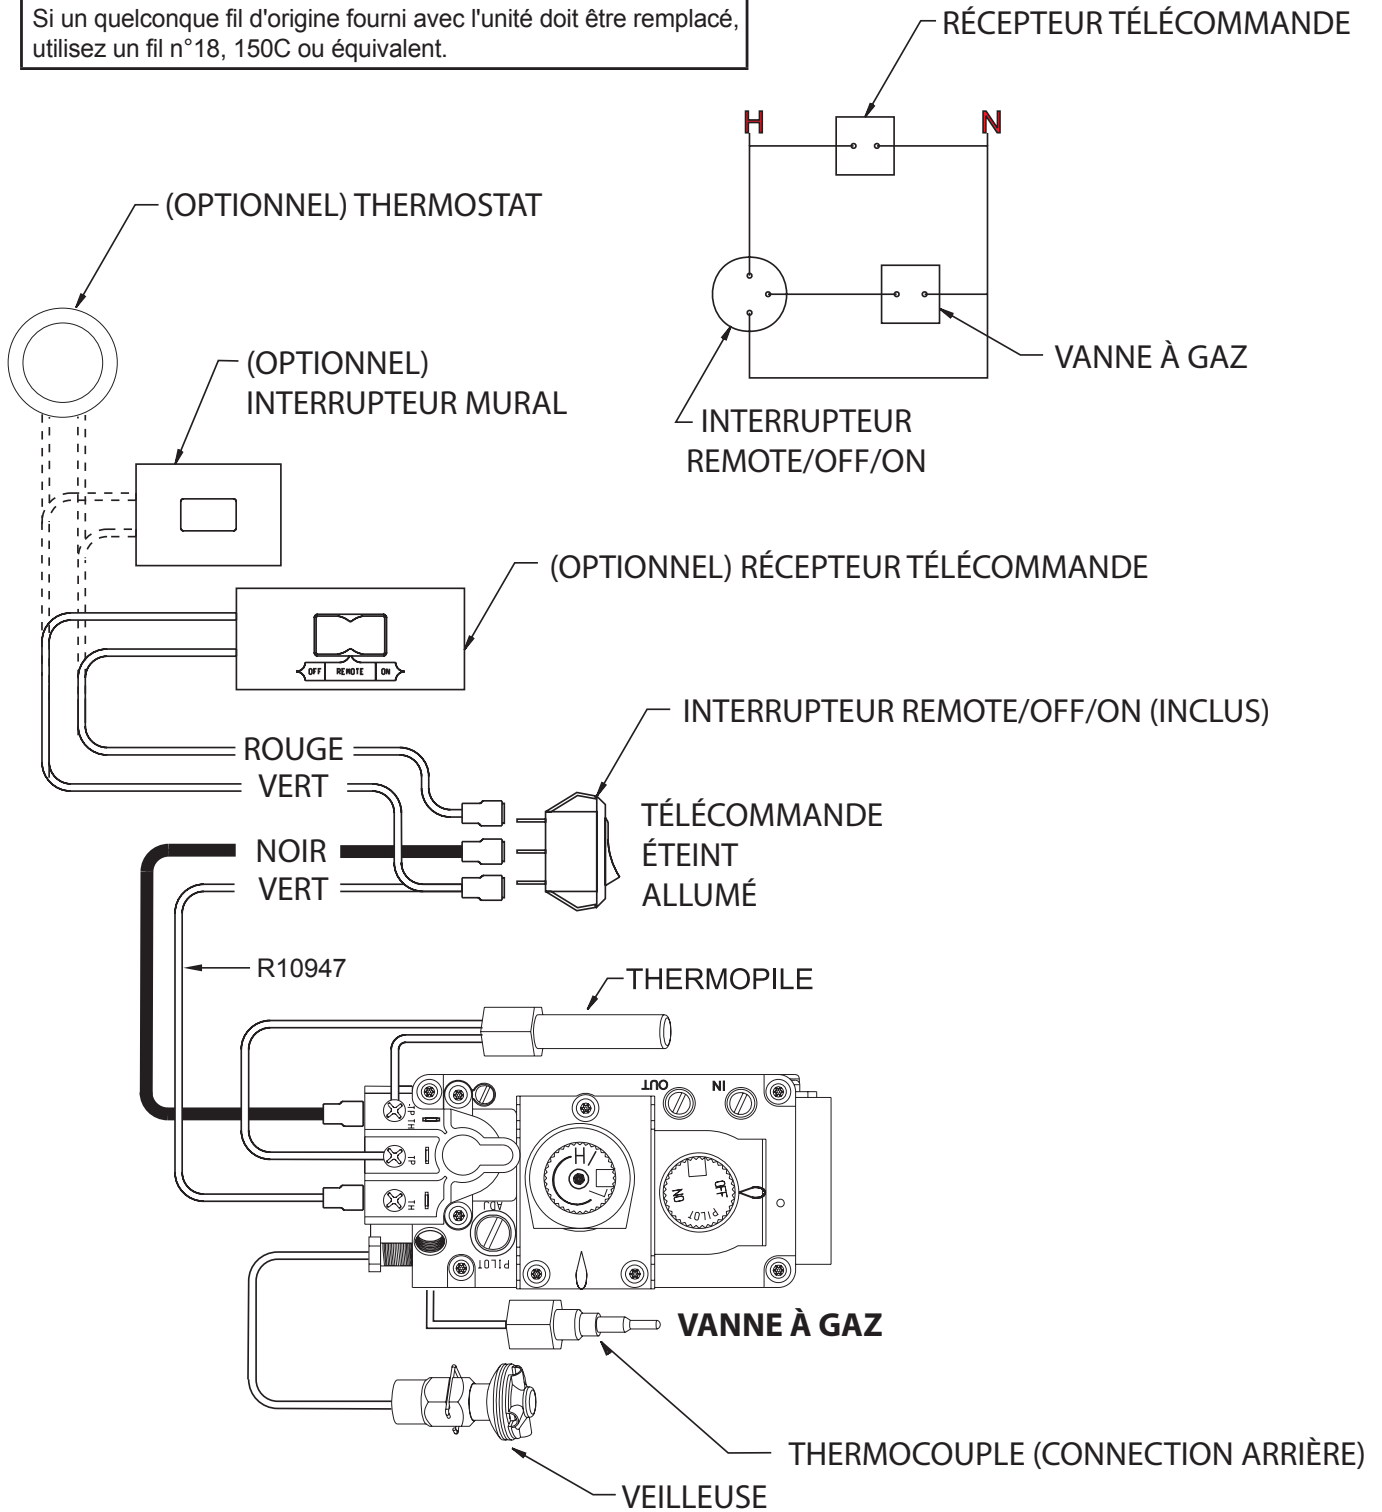 Si un quelconque fil d'origine fourni avec l'unité doit être remplacé,
utilisez un fil n°18, 150C ou équivalent.
RÉCEPTEUR TÉLÉCOMMANDE
H
N
(OPTIONNEL) THERMOSTAT
(OPTIONNEL)
INTERRUPTEUR MURAL
VANNE À GAZ
INTERRUPTEUR
REMOTE/OFF/ON
(OPTIONNEL) RÉCEPTEUR TÉLÉCOMMANDE
OFF REMOTE ON
INTERRUPTEUR REMOTE/OFF/ON (INCLUS)
ROUGE
VERT
NOIR
VERT
TÉLÉCOMMANDE
ÉTEINT
ALLUMÉ
R10947
THERMOPILE
OUT
IN
TP TH
TP
TH
HI
OFF
PILOT
ON
ADJ
PILOT
VANNE À GAZ
THERMOCOUPLE (CONNECTION ARRIÈRE)
VEILLEUSE